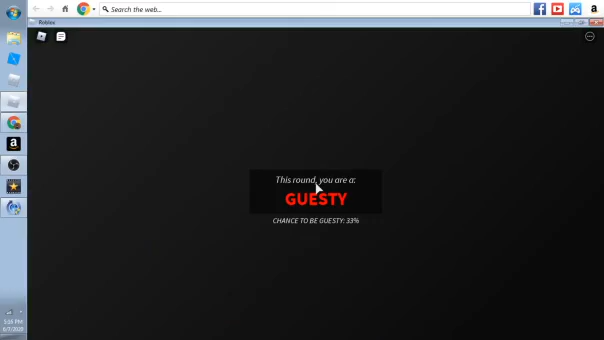 Search the web...
Roblox
This round, you are a:
GUESTY
CHANCE TO BE GUESTY: 33%
5:16 PM
6/7/2020